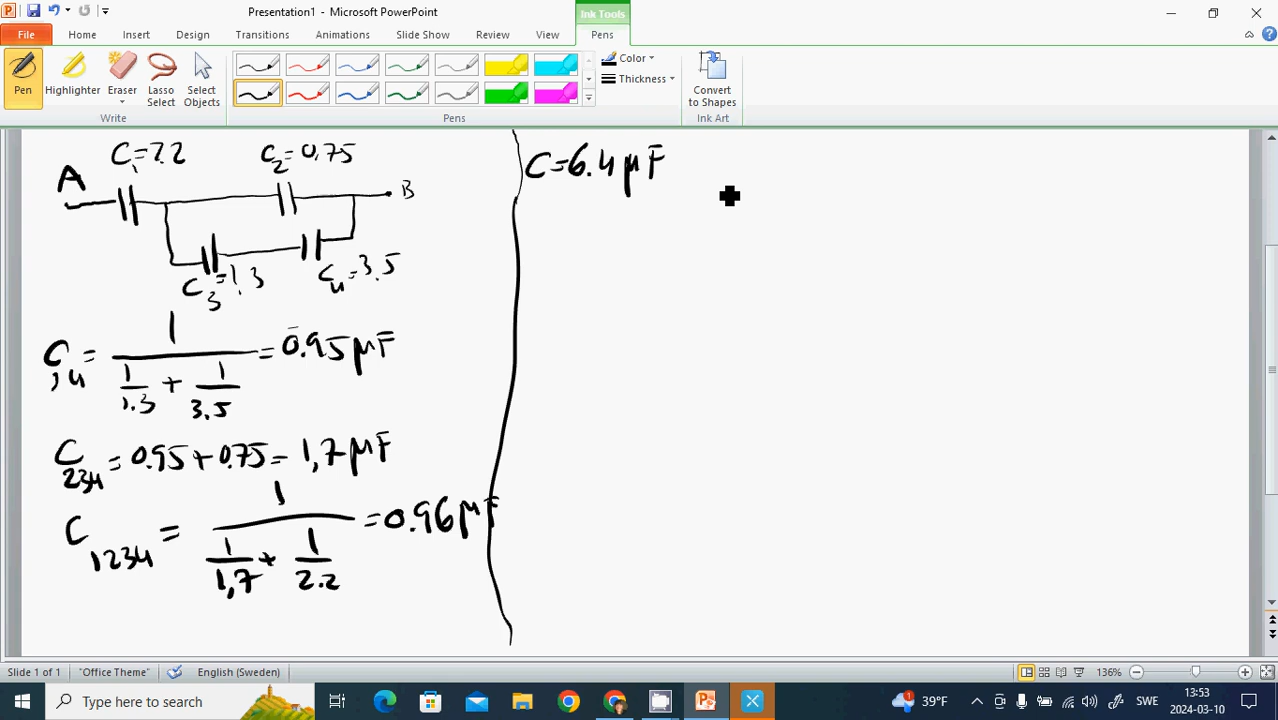 Presentation1 - Microsoft PowerPoint
Ink Tools
File Home Insert Design Transitions Animations Slide Show Review View Pens
Pen Highlighter Eraser Lasso Select Select Objects
Color
Thickness
Convert to Shapes
Write Pens Ink Art
C1=2.2 C2=0.75
A B
C3=1.3 C4=3.5
C,4 = 1/(1/1.3 + 1/3.5) = 0.95 μF
C234 = 0.95+0.75= 1,7 μF
C1234 = 1/(1/1,7 + 1/2.2) = 0.96 μF
C=6.4 μF
Slide 1 of 1 "Office Theme" English (Sweden) 136%
Type here to search 1 39°F SWE 13:53
2024-03-10